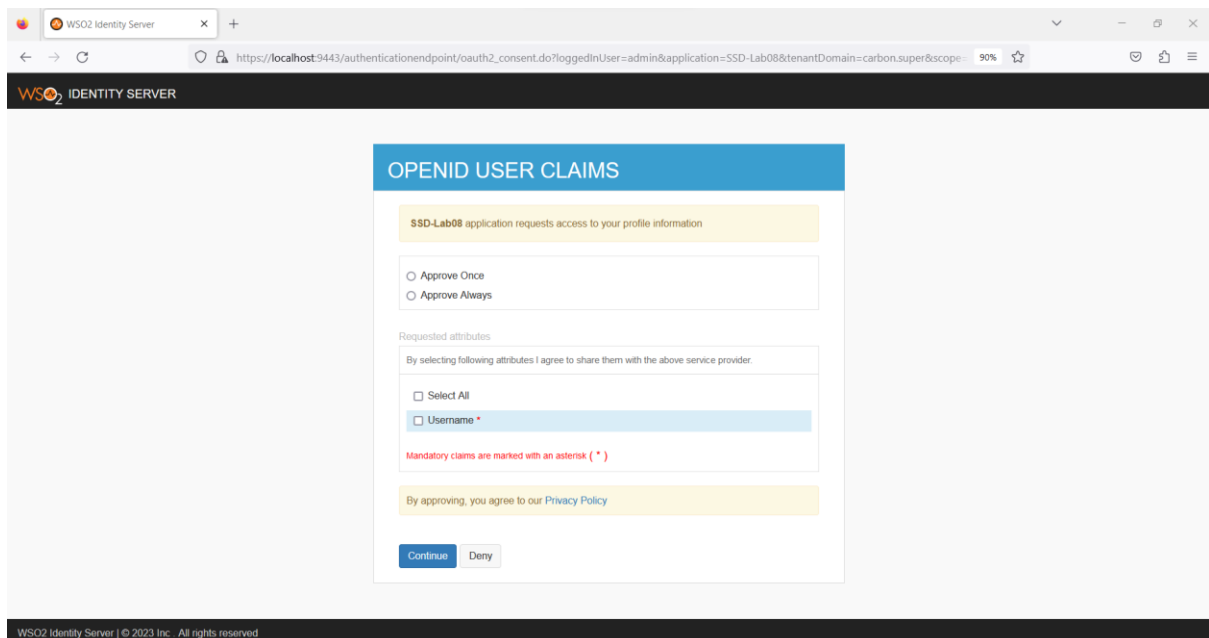 WSO2 Identity Server
https://localhost:9443/authenticationendpoint/oauth2_consent.do?loggedInUser=admin&application=SSD-Lab08&tenantDomain=carbon.super&scope= 90%
WSO2 IDENTITY SERVER
OPENID USER CLAIMS
SSD-Lab08 application requests access to your profile information
Approve Once
Approve Always
Requested attributes
By selecting following attributes I agree to share them with the above service provider.
Select All
Username *
Mandatory claims are marked with an asterisk ( * )
By approving, you agree to our Privacy Policy
Continue Deny
WSO2 Identity Server | © 2023 Inc . All rights reserved